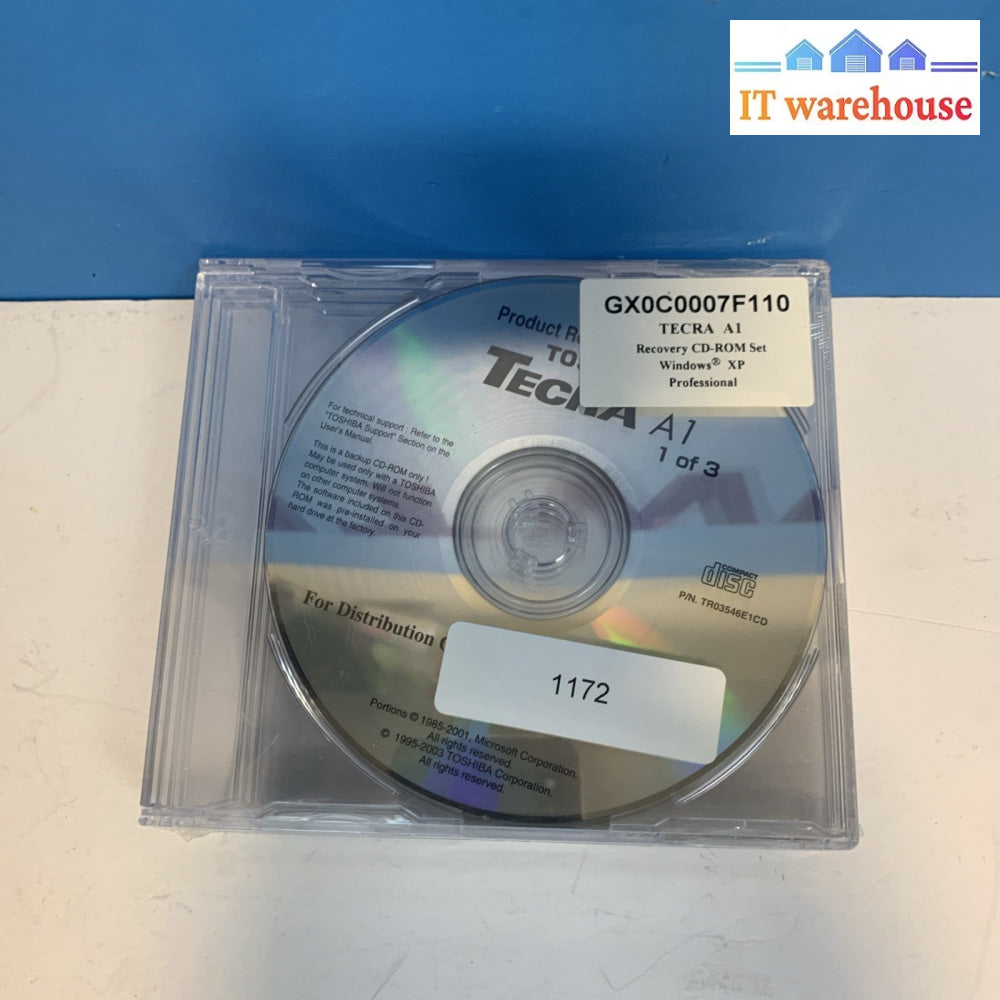 IT warehouse
GX0C0007F110
TECRA A1
Recovery CD-ROM Set
Windows® XP
Professional
Product
TECRA A1
1 of 3
For technical support : Refer to the
"TOSHIBA Support" Section on the
User's Manual.
This is a backup CD-ROM only !
May be used only with a TOSHIBA
computer system. Will not function
on other computer systems.
The software included on this CD-
ROM was pre-installed on your
hard drive at the factory.
COMPACT
disc
P/N. TR03546E1CD
For Distribution
1172
Portions © 1985-2001, Microsoft Corporation.
All rights reserved.
© 1995-2003 TOSHIBA Corporation.
All rights reserved.